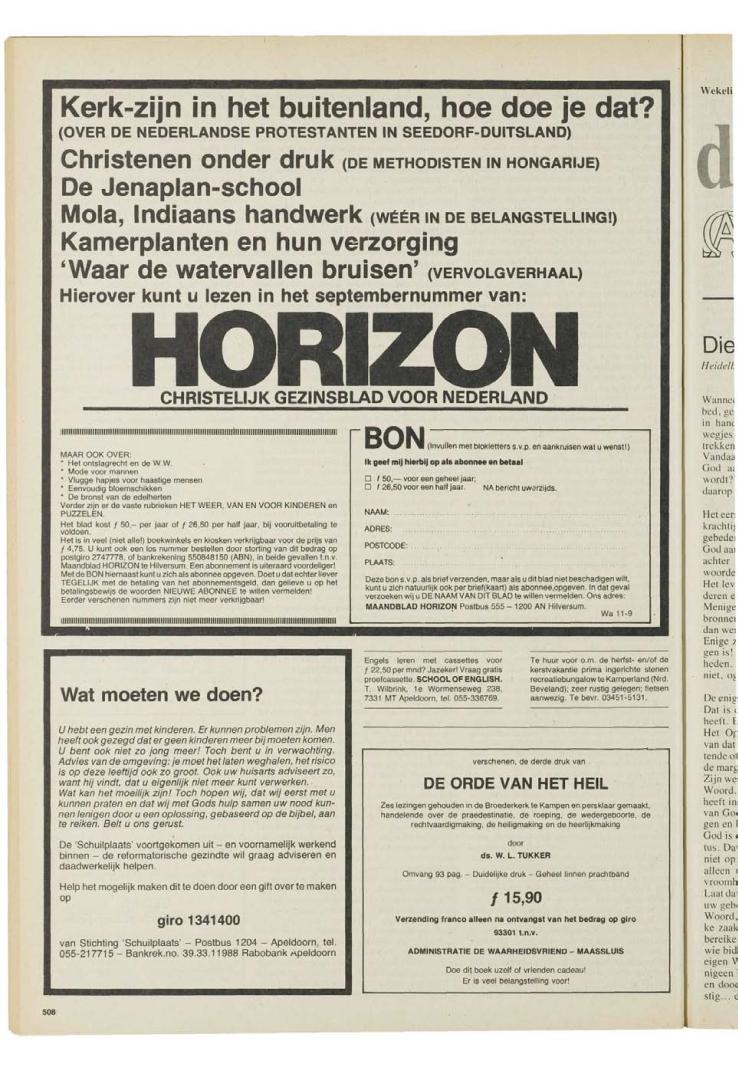 Kerk-zijn in het buitenland, hoe doe je dat?
(OVER DE NEDERLANDSE PROTESTANTEN IN SEEDORF-DUITSLAND)
Christenen onder druk (DE METHODISTEN IN HONGARIJE)
De Jenaplan-school
Mola, Indiaans handwerk (WÉÉR IN DE BELANGSTELLING!)
Kamerplanten en hun verzorging
'Waar de watervallen bruisen' (VERVOLGVERHAAL)
Hierover kunt u lezen in het septembernummer van:
HORIZON
CHRISTELIJK GEZINSBLAD VOOR NEDERLAND
MAAR OOK OVER:
* Het ontslagrecht en de W.W.
* Mode voor mannen
* Vlugge hapjes voor haastige mensen
* Eenvoudig bloemschikken
* De bronst van de edelherten
Verder zijn er de vaste rubrieken HET WEER, VAN EN VOOR KINDEREN en
PUZZELEN.
Het blad kost ƒ 50,– per jaar of ƒ 26,50 per half jaar, bij vooruitbetaling te
voldoen.
Het is in veel (niet alle!) boekwinkels en kiosken verkrijgbaar voor de prijs van
ƒ 4,75. U kunt ook een los nummer bestellen door storting van dit bedrag op
postgiro 2747778, of bankrekening 550848150 (ABN), in beide gevallen t.n.v.
Maandblad HORIZON te Hilversum. Een abonnement is uiteraard voordeliger!
Met de BON hiernaast kunt u zich als abonnee opgeven. Doet u dat echter liever
TEGELIJK met de betaling van het abonnementsgeld, dan gelieve u op het
betalingsbewijs de woorden NIEUWE ABONNEE te willen vermelden!
Eerder verschenen nummers zijn niet meer verkrijgbaar!
BON (Invullen met blokletters s.v.p. en aankruisen wat u wenst!)
Ik geef mij hierbij op als abonnee en betaal
☐ ƒ 50,— voor een geheel jaar;
☐ ƒ 26,50 voor een half jaar. NA bericht uwerzijds.
NAAM:
ADRES:
POSTCODE:
PLAATS:
Deze bon s.v.p. als brief verzenden, maar als u dit blad niet beschadigen wilt,
kunt u zich natuurlijk ook per brief(kaart) als abonnee opgeven. In dat geval
verzoeken wij u DE NAAM VAN DIT BLAD te willen vermelden. Ons adres:
MAANDBLAD HORIZON Postbus 555 – 1200 AN Hilversum.
Wa 11-9
Wat moeten we doen?
U hebt een gezin met kinderen. Er kunnen problemen zijn. Men
heeft ook gezegd dat er geen kinderen meer bij moeten komen.
U bent ook niet zo jong meer! Toch bent u in verwachting.
Advies van de omgeving: je moet het laten weghalen, het risico
is op deze leeftijd ook zo groot. Ook uw huisarts adviseert zo,
want hij vindt, dat u eigenlijk niet meer kunt verwerken.
Wat kan het moeilijk zijn! Toch hopen wij, dat wij eerst met u
kunnen praten en dat wij met Gods hulp samen uw nood kun-
nen lenigen door u een oplossing, gebaseerd op de bijbel, aan
te reiken. Belt u ons gerust.
De 'Schuilplaats' voortgekomen uit – en voornamelijk werkend
binnen – de reformatorische gezindte wil graag adviseren en
daadwerkelijk helpen.
Help het mogelijk maken dit te doen door een gift over te maken
op
giro 1341400
van Stichting 'Schuilplaats' – Postbus 1204 – Apeldoorn, tel.
055-217715 – Bankrek.no. 39.33.11988 Rabobank Apeldoorn
Engels leren met cassettes voor
ƒ 22,50 per mnd? Jazeker! Vraag gratis
proefcassette. SCHOOL OF ENGLISH.
T. Wilbrink, 1e Wormenseweg 238,
7331 MT Apeldoorn, tel. 055-336769.
Te huur voor o.m. de herfst- en/of de
kerstvakantie prima ingerichte stenen
recreatiebungalow te Kamperland (Nrd.
Beveland); zeer rustig gelegen; fietsen
aanwezig. Te bevr. 03451-5131.
verschenen, de derde druk van
DE ORDE VAN HET HEIL
Zes lezingen gehouden in de Broederkerk te Kampen en persklaar gemaakt,
handelende over de praedestinatie, de roeping, de wedergeboorte, de
rechtvaardigmaking, de heiligmaking en de heerlijkmaking
door
ds. W. L. TUKKER
Omvang 93 pag. – Duidelijke druk – Geheel linnen prachtband
ƒ 15,90
Verzending franco alleen na ontvangst van het bedrag op giro
93301 t.n.v.
ADMINISTRATIE DE WAARHEIDSVRIEND – MAASSLUIS
Doe dit boek uzelf of vrienden cadeau!
Er is veel belangstelling voor!
508
Wekeli
d
Die
Heidell